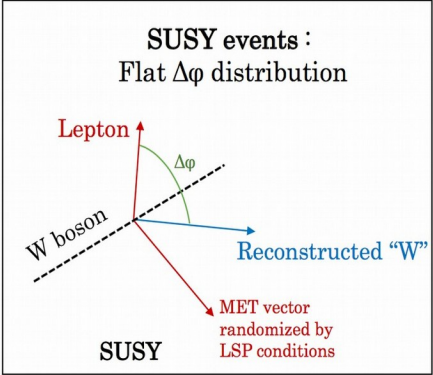 SUSY events :
Flat Δφ distribution
Lepton
Δφ
W boson
Reconstructed “W”
MET vector
randomized by
LSP conditions
SUSY